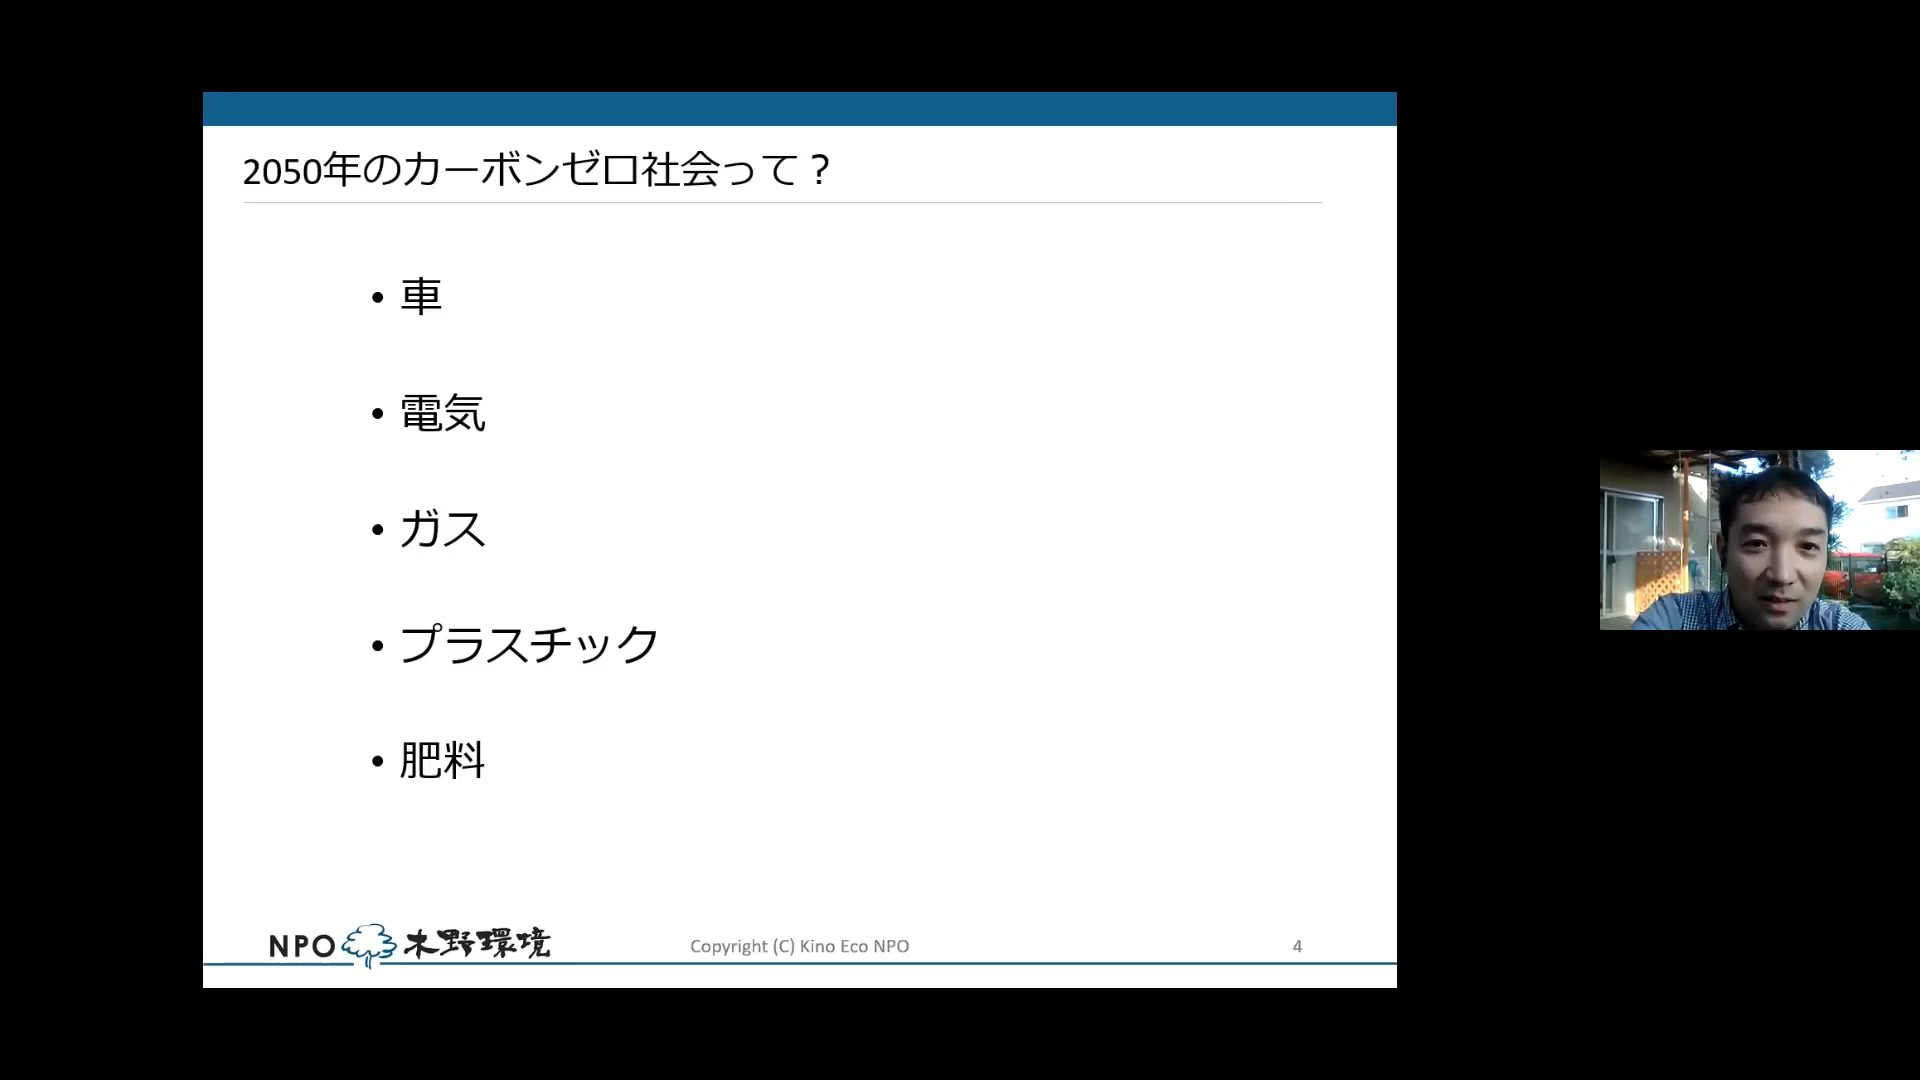 2050年のカーボンゼロ社会って？
• 車
• 電気
• ガス
• プラスチック
• 肥料
NPO 木野環境
Copyright (C) Kino Eco NPO
4